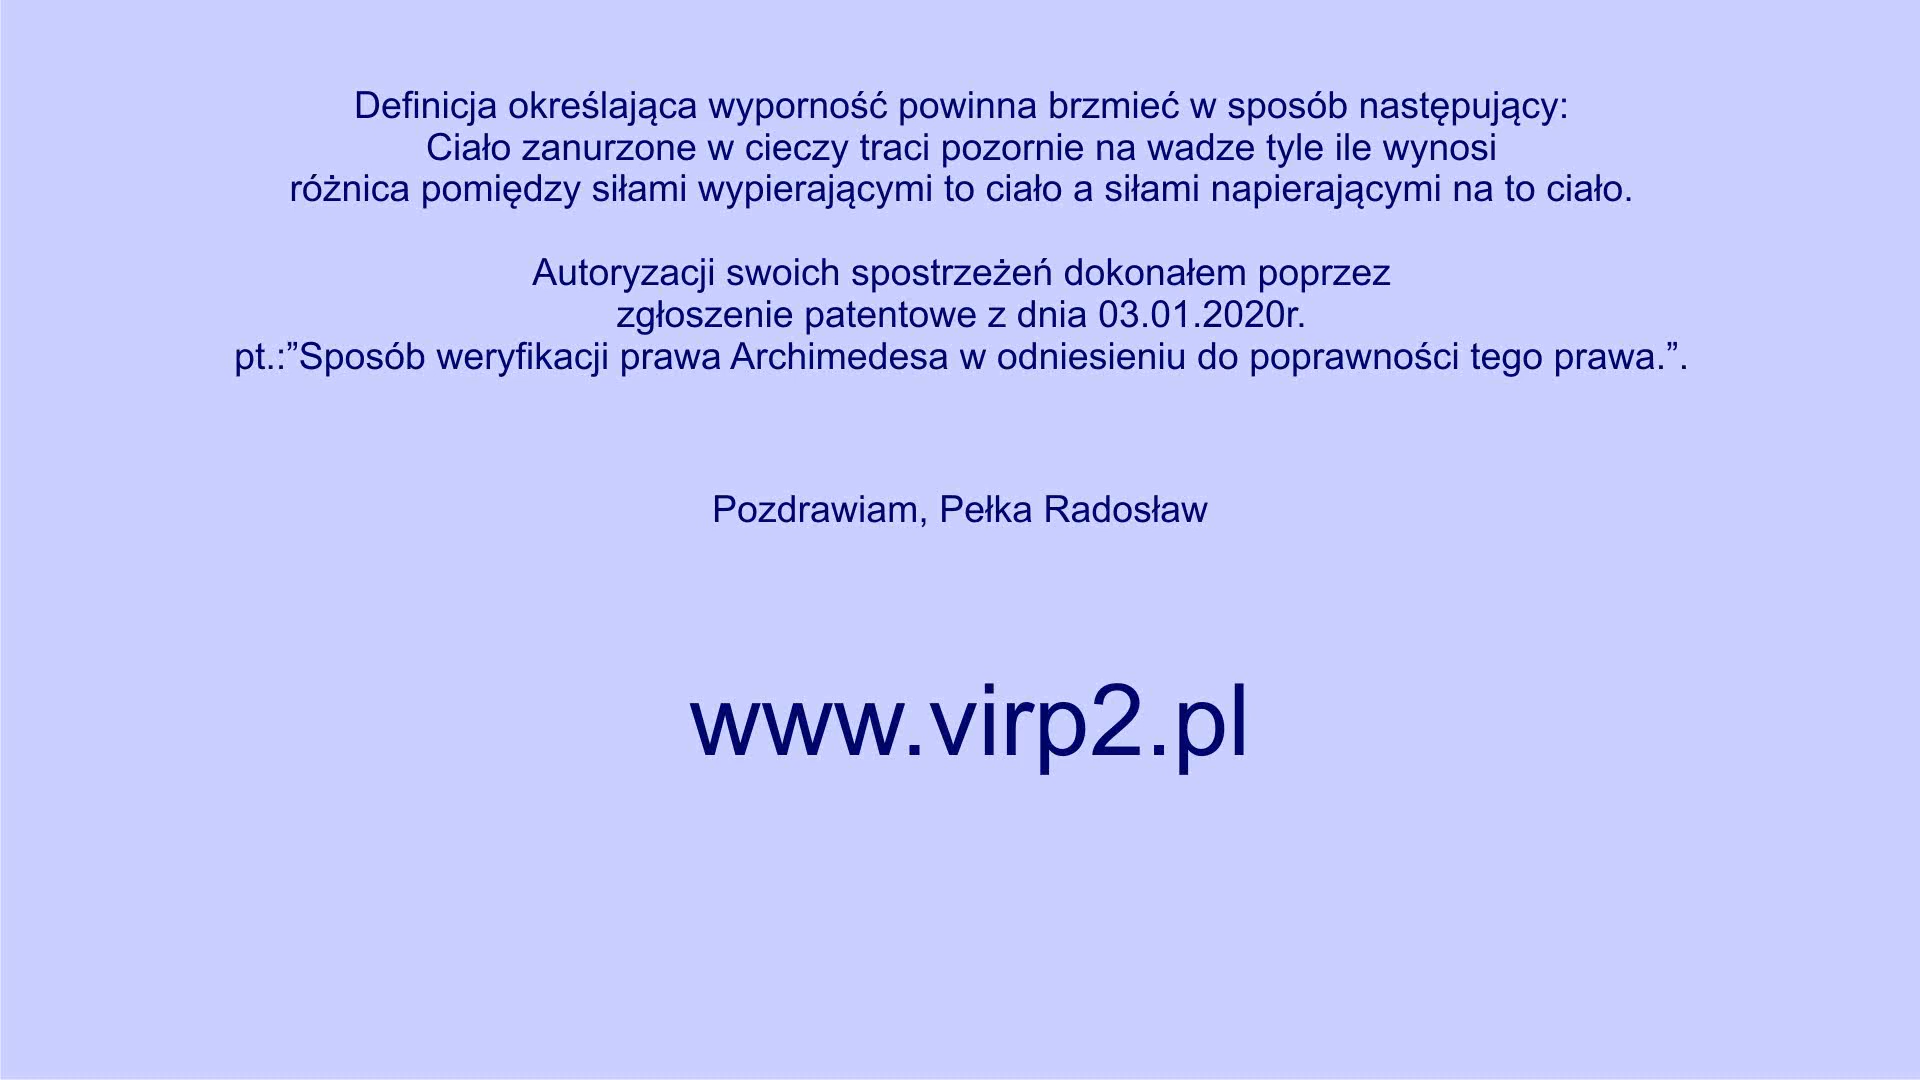 Definicja określająca wyporność powinna brzmieć w sposób następujący:
Ciało zanurzone w cieczy traci pozornie na wadze tyle ile wynosi
różnica pomiędzy siłami wypierającymi to ciało a siłami napierającymi na to ciało.
Autoryzacji swoich spostrzeżeń dokonałem poprzez
zgłoszenie patentowe z dnia 03.01.2020r.
pt.:”Sposób weryfikacji prawa Archimedesa w odniesieniu do poprawności tego prawa.”.
Pozdrawiam, Pełka Radosław
www.virp2.pl